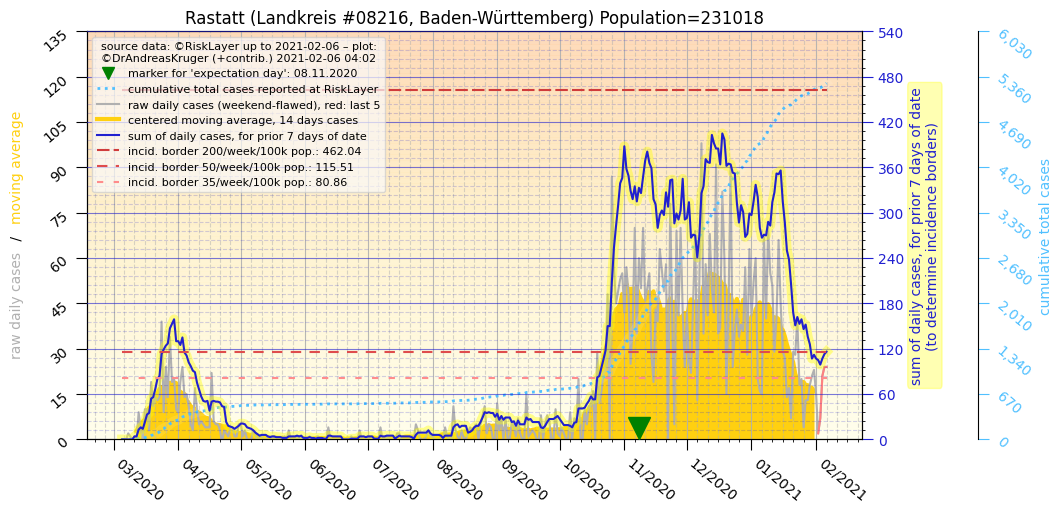 Rastatt (Landkreis #08216, Baden-Württemberg) Population=231018
source data: ©RiskLayer up to 2021-02-06 – plot:
©DrAndreasKruger (+contrib.) 2021-02-06 04:02
marker for 'expectation day': 08.11.2020
cumulative total cases reported at RiskLayer
raw daily cases (weekend-flawed), red: last 5
centered moving average, 14 days cases
sum of daily cases, for prior 7 days of date
incid. border 200/week/100k pop.: 462.04
incid. border 50/week/100k pop.: 115.51
incid. border 35/week/100k pop.: 80.86
raw daily cases / moving average
135
120
105
90
75
60
45
30
15
0
03/2020
04/2020
05/2020
06/2020
07/2020
08/2020
09/2020
10/2020
11/2020
12/2020
01/2021
02/2021
540
480
420
360
300
240
180
120
60
0
sum of daily cases, for prior 7 days of date
(to determine incidence borders)
6,030
5,360
4,690
4,020
3,350
2,680
2,010
1,340
670
0
cumulative total cases